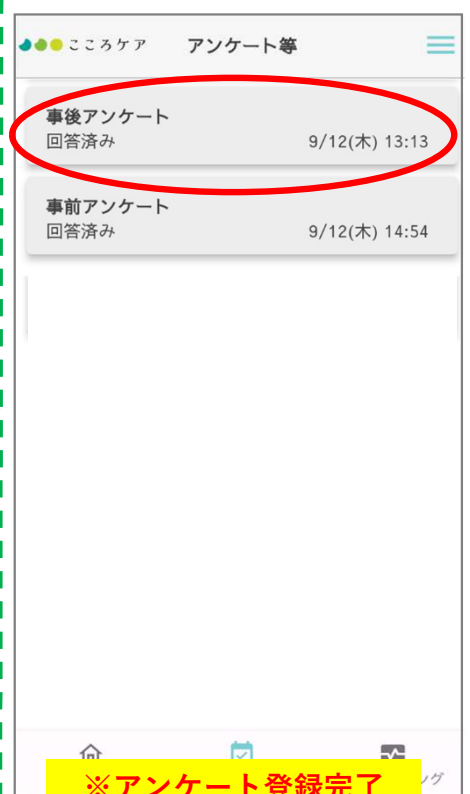 こころケア アンケート等
事後アンケート
回答済み 9/12(木) 13:13
事前アンケート
回答済み 9/12(木) 14:54
ング
※アンケート登録完了